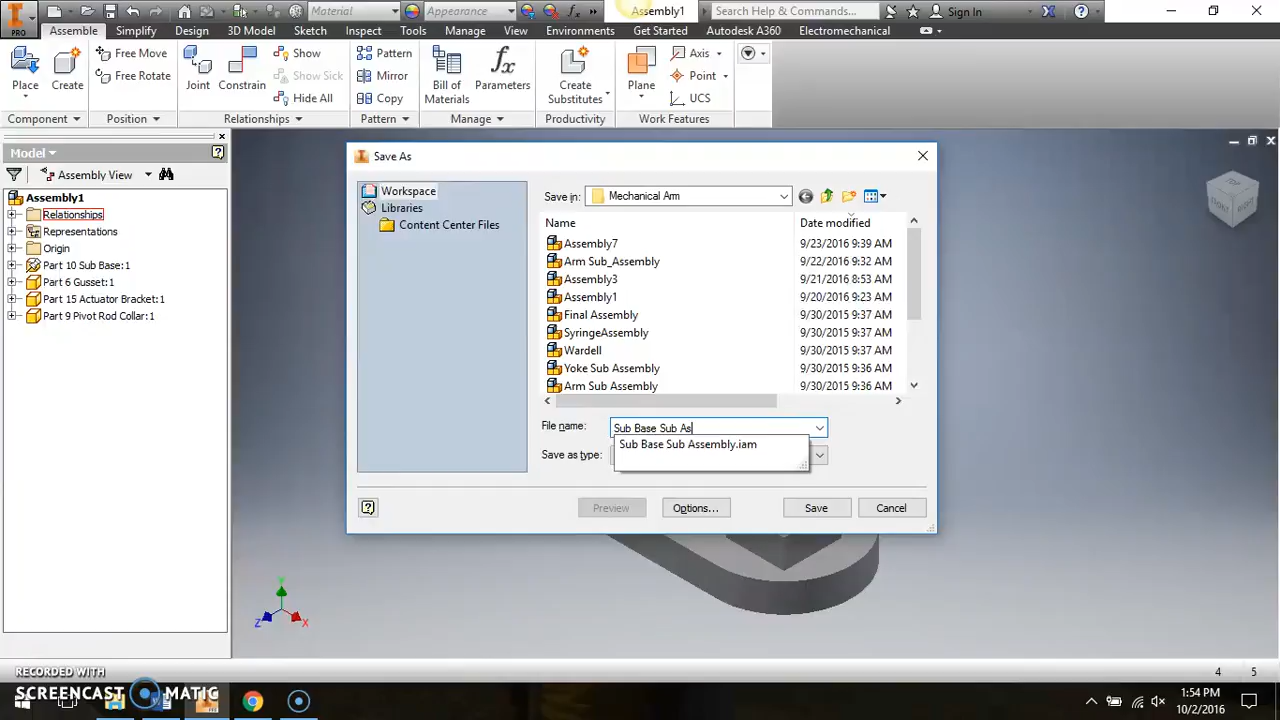 PRO
Material
Appearance
Assembly1
Search Help & Commands...
Sign In
Assemble Simplify Design 3D Model Sketch Inspect Tools Manage View Environments Get Started Autodesk A360 Electromechanical
Place
Create
Component
Free Move
Free Rotate
Position
Joint
Constrain
Show
Show Sick
Hide All
Relationships
Pattern
Mirror
Copy
Pattern
Bill of
Materials
Parameters
Manage
Create
Substitutes
Productivity
Plane
Axis
Point
UCS
Work Features
Model
Assembly View
Assembly1
Relationships
Representations
Origin
Part 10 Sub Base:1
Part 6 Gusset:1
Part 15 Actuator Bracket:1
Part 9 Pivot Rod Collar:1
Save As
Workspace
Libraries
Content Center Files
Save in: Mechanical Arm
Name Date modified
Assembly7 9/23/2016 9:39 AM
Arm Sub_Assembly 9/22/2016 9:32 AM
Assembly3 9/21/2016 8:53 AM
Assembly1 9/20/2016 9:23 AM
Final Assembly 9/30/2015 9:37 AM
SyringeAssembly 9/30/2015 9:37 AM
Wardell 9/30/2015 9:37 AM
Yoke Sub Assembly 9/30/2015 9:36 AM
Arm Sub Assembly 9/30/2015 9:36 AM
File name: Sub Base Sub As
Sub Base Sub Assembly.iam
Save as type:
Preview Options... Save Cancel
FRONT RIGHT
Y
Z X
4 5
RECORDED WITH
SCREENCAST MATIC
1:54 PM
10/2/2016